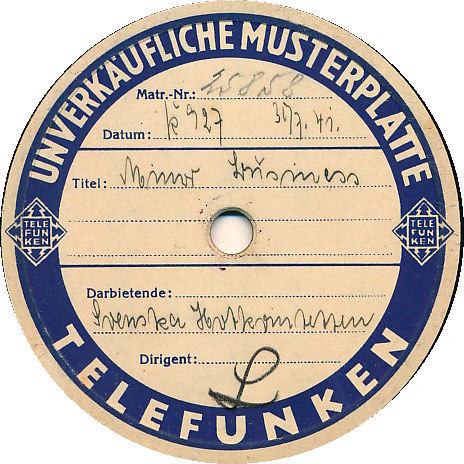 UNVERKÄUFLICHE MUSTERPLATTE
Matr.-Nr.: 25858
Datum: k 927 31/7. 41.
Titel: Minor Business
TELE FUNKEN
TELE FUNKEN
Darbietende:
Svenska Hotkvintetten
Dirigent:
L
TELEFUNKEN